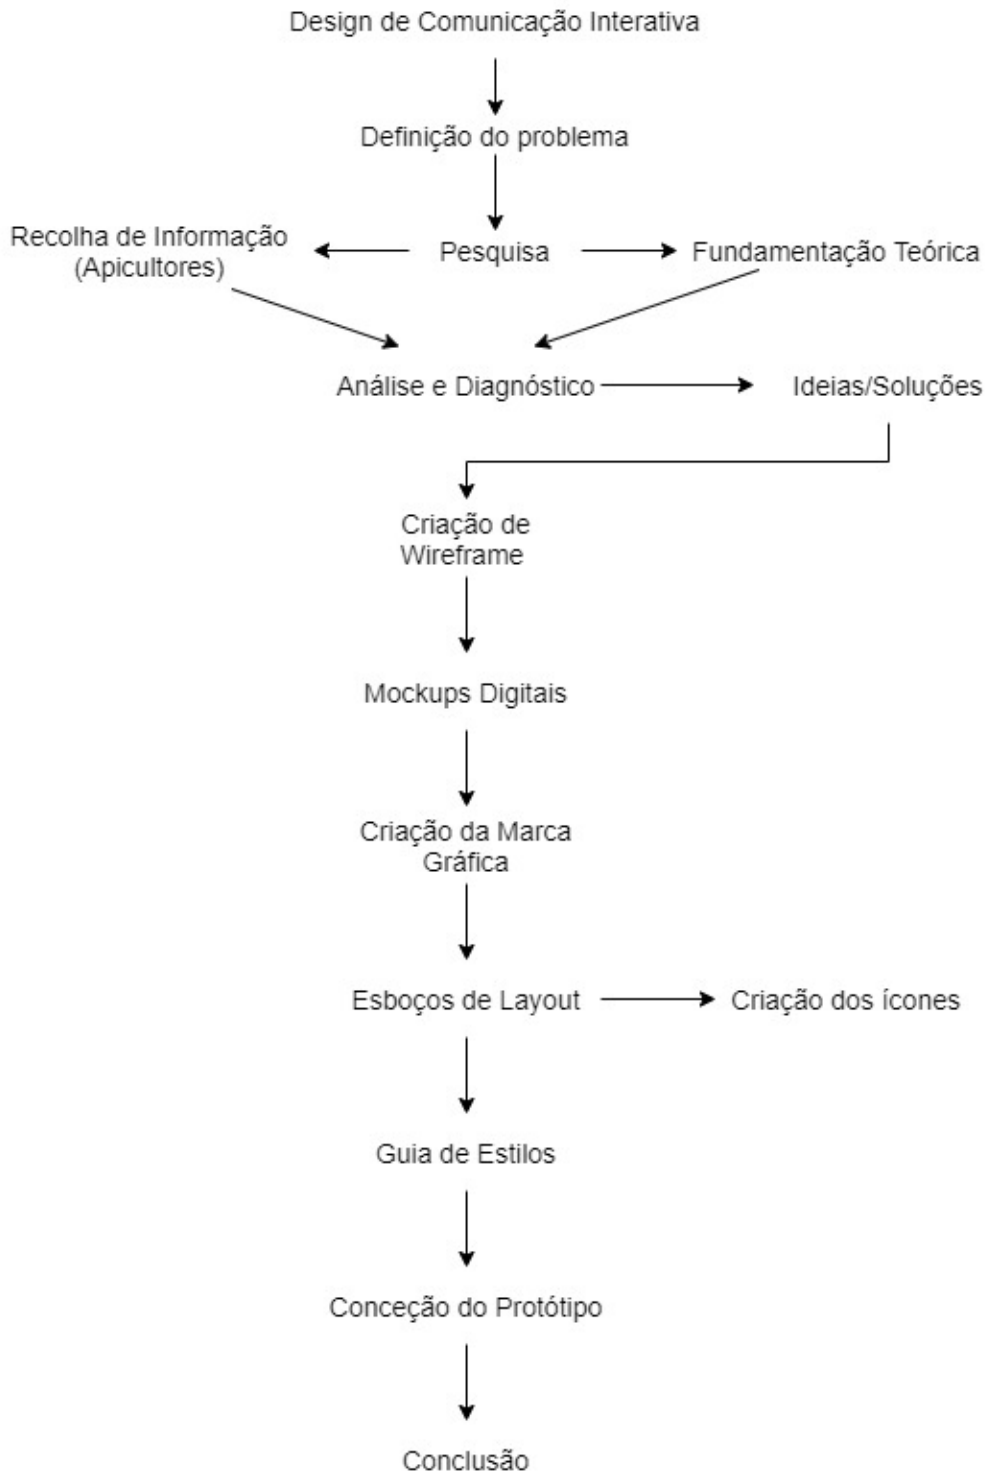 Design de Comunicação Interativa
Definição do problema
Recolha de Informação
(Apicultores)
Pesquisa
Fundamentação Teórica
Análise e Diagnóstico
Ideias/Soluções
Criação de
Wireframe
Mockups Digitais
Criação da Marca
Gráfica
Esboços de Layout
Criação dos ícones
Guia de Estilos
Conceção do Protótipo
Conclusão